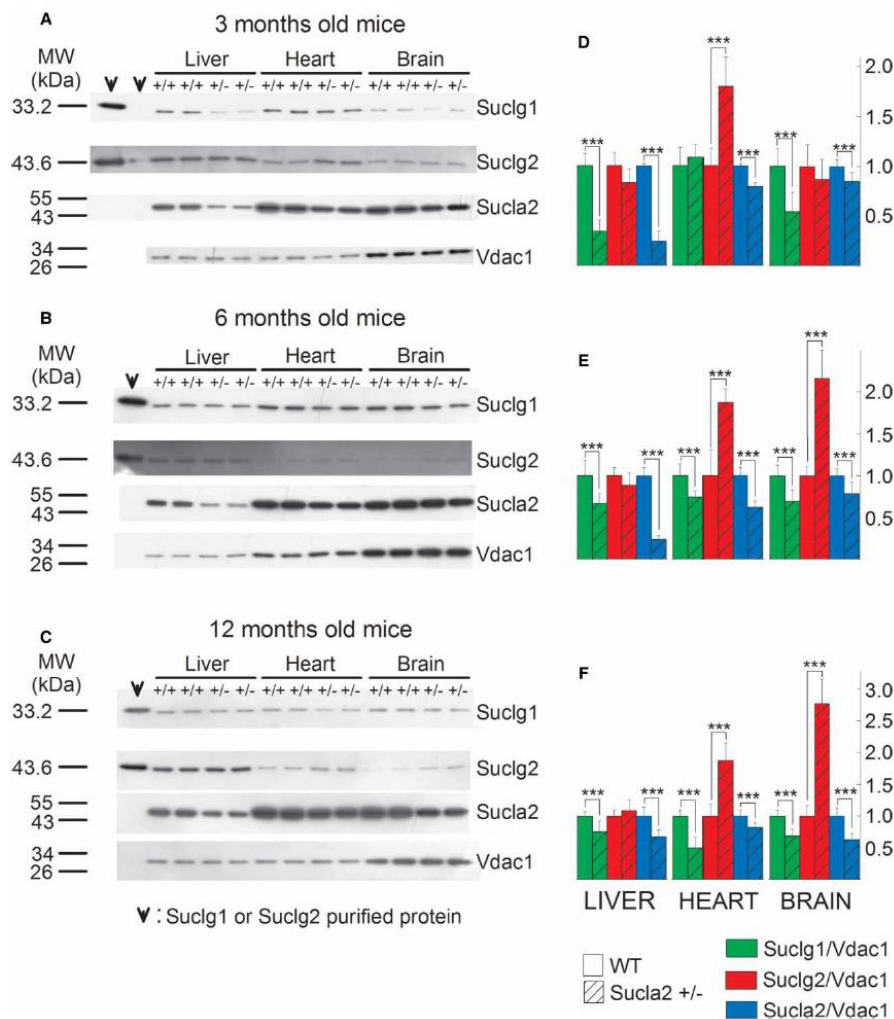 A
3 months old mice
MW
(kDa)
Liver Heart Brain
+/+ +/+ +/- +/- +/+ +/+ +/- +/- +/+ +/+ +/- +/-
33.2 Suclg1
43.6 Suclg2
55
43 Sucla2
34
26 Vdac1
B
6 months old mice
MW
(kDa)
Liver Heart Brain
+/+ +/+ +/- +/- +/+ +/+ +/- +/- +/+ +/+ +/- +/-
33.2 Suclg1
43.6 Suclg2
55
43 Sucla2
34
26 Vdac1
C
12 months old mice
MW
(kDa)
Liver Heart Brain
+/+ +/+ +/- +/- +/+ +/+ +/- +/- +/+ +/+ +/- +/-
33.2 Suclg1
43.6 Suclg2
55
43 Sucla2
34
26 Vdac1
: Suclg1 or Suclg2 purified protein
D
*** *** *** *** *** ***
2.0
1.5
1.0
0.5
E
*** *** *** *** *** *** *** ***
2.0
1.5
1.0
0.5
F
*** *** *** *** *** *** *** ***
3.0
2.5
2.0
1.5
1.0
0.5
LIVER HEART BRAIN
WT
Sucla2 +/-
Suclg1/Vdac1
Suclg2/Vdac1
Sucla2/Vdac1